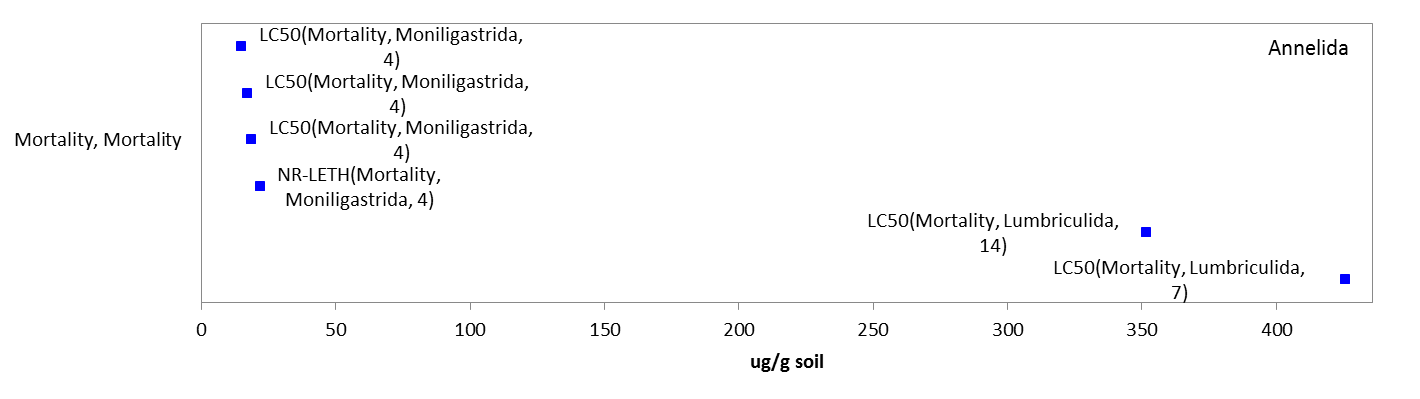 LC50(Mortality, Moniligastrida,
4)
Annelida
LC50(Mortality, Moniligastrida,
4)
LC50(Mortality, Moniligastrida,
4)
Mortality, Mortality
NR-LETH(Mortality,
Moniligastrida, 4)
LC50(Mortality, Lumbriculida,
14)
LC50(Mortality, Lumbriculida,
7)
0 50 100 150 200 250 300 350 400
ug/g soil